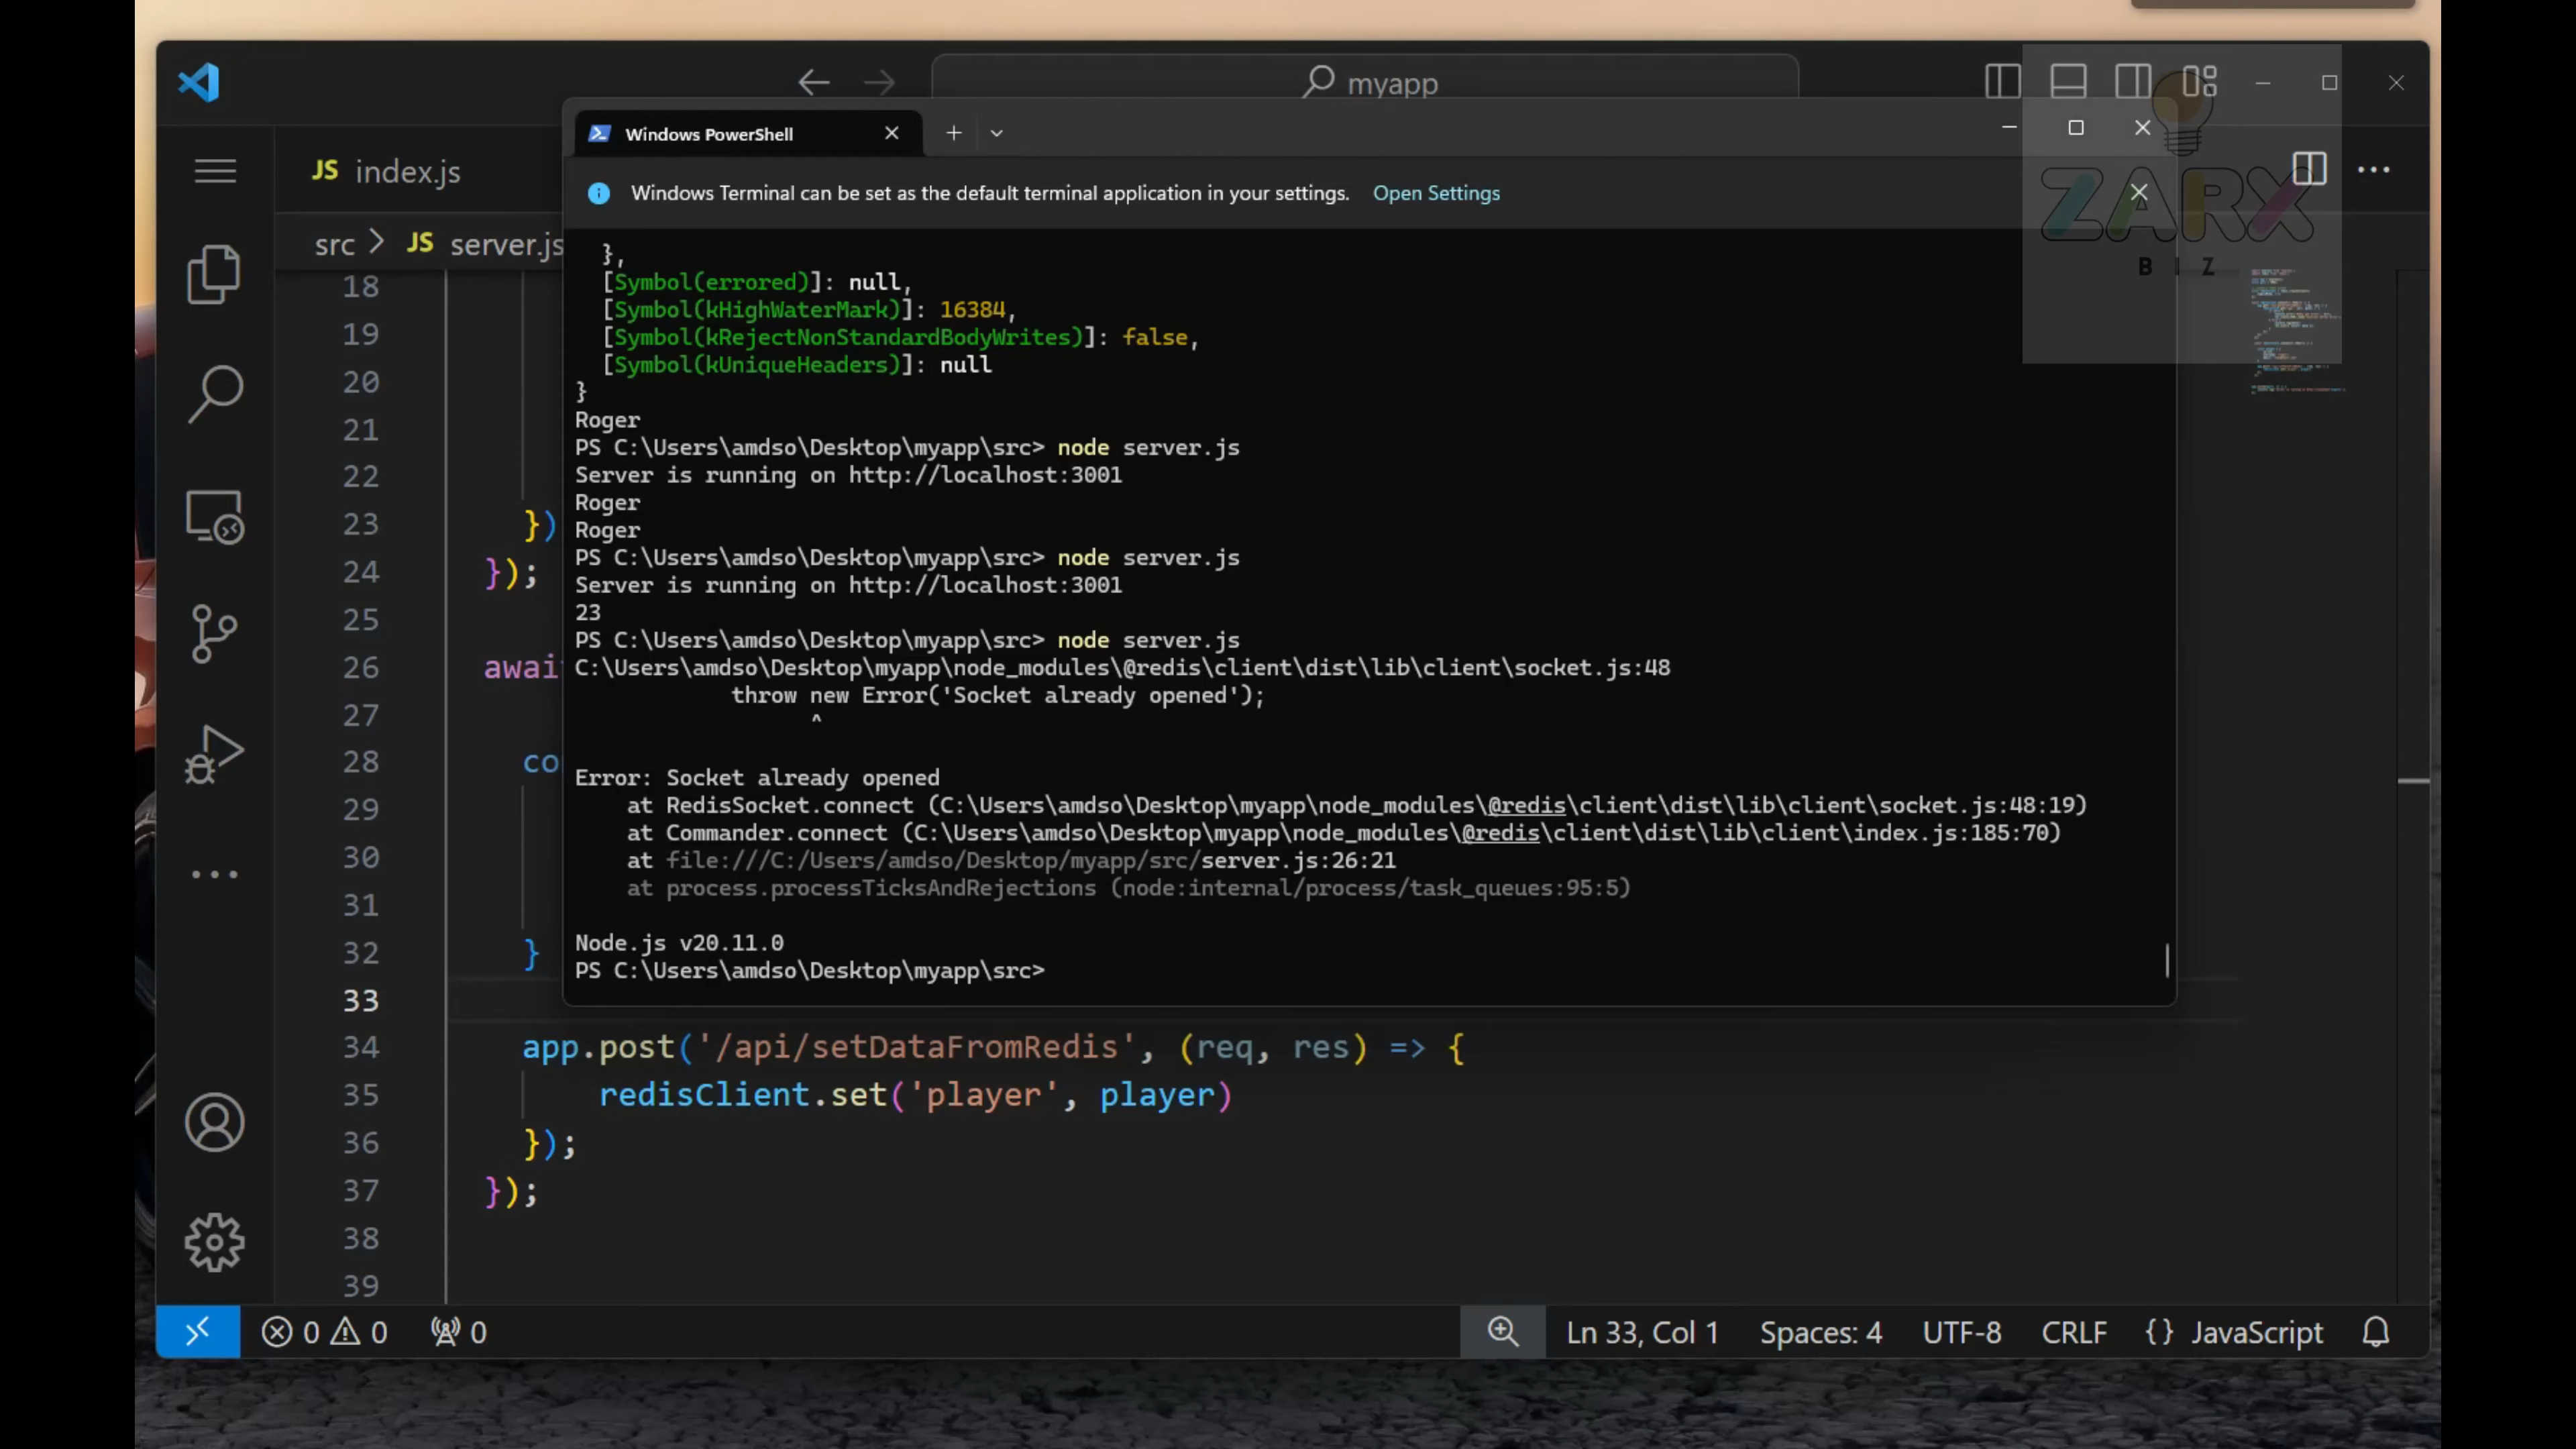 myapp
Windows PowerShell
JS index.js
Windows Terminal can be set as the default terminal application in your settings. Open Settings
ZARX
B I Z
src > JS server.js
},
[Symbol(errored)]: null,
[Symbol(kHighWaterMark)]: 16384,
[Symbol(kRejectNonStandardBodyWrites)]: false,
[Symbol(kUniqueHeaders)]: null
}
Roger
PS C:\Users\amdso\Desktop\myapp\src> node server.js
Server is running on http://localhost:3001
Roger
Roger
PS C:\Users\amdso\Desktop\myapp\src> node server.js
Server is running on http://localhost:3001
23
PS C:\Users\amdso\Desktop\myapp\src> node server.js
C:\Users\amdso\Desktop\myapp\node_modules\@redis\client\dist\lib\client\socket.js:48
throw new Error('Socket already opened');
^
Error: Socket already opened
at RedisSocket.connect (C:\Users\amdso\Desktop\myapp\node_modules\@redis\client\dist\lib\client\socket.js:48:19)
at Commander.connect (C:\Users\amdso\Desktop\myapp\node_modules\@redis\client\dist\lib\client\index.js:185:70)
at file:///C:/Users/amdso/Desktop/myapp/src/server.js:26:21
at process.processTicksAndRejections (node:internal/process/task_queues:95:5)
Node.js v20.11.0
PS C:\Users\amdso\Desktop\myapp\src>
18
19
20
21
22
23 })
24 });
25
26 awai
27
28 co
29
30
31
32 }
33
34 app.post('/api/setDataFromRedis', (req, res) => {
35 redisClient.set('player', player)
36 });
37 });
38
39
0 0 0
Ln 33, Col 1 Spaces: 4 UTF-8 CRLF {} JavaScript